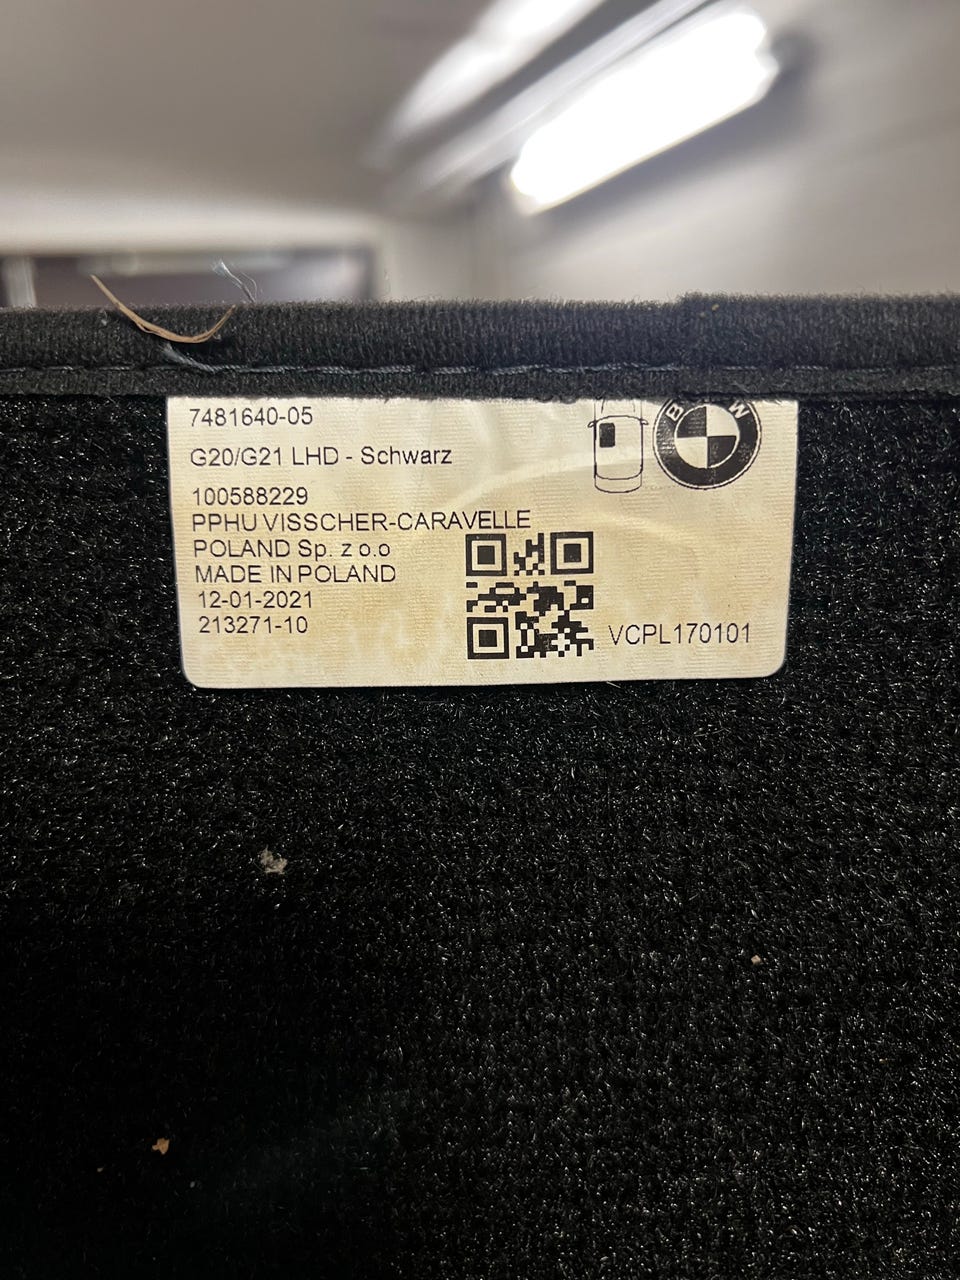 7481640-05
G20/G21 LHD - Schwarz
100588229
PPHU VISSCHER-CARAVELLE
POLAND Sp. z o.o
MADE IN POLAND
12-01-2021
213271-10
VCPL170101
BMW